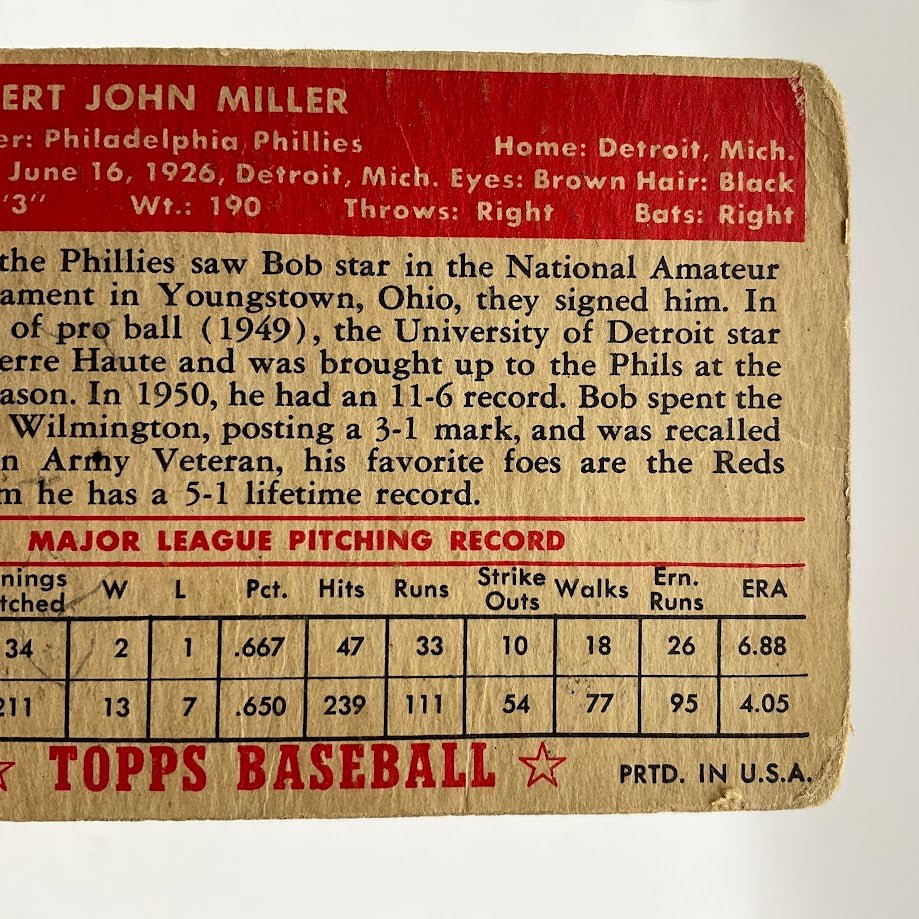 ERT JOHN MILLER
er: Philadelphia Phillies Home: Detroit, Mich.
June 16, 1926, Detroit, Mich. Eyes: Brown Hair: Black
'3" Wt.: 190 Throws: Right Bats: Right
the Phillies saw Bob star in the National Amateur
ament in Youngstown, Ohio, they signed him. In
of pro ball (1949), the University of Detroit star
erre Haute and was brought up to the Phils at the
ason. In 1950, he had an 11-6 record. Bob spent the
Wilmington, posting a 3-1 mark, and was recalled
n Army Veteran, his favorite foes are the Reds
m he has a 5-1 lifetime record.
MAJOR LEAGUE PITCHING RECORD
nings tched W L Pct. Hits Runs Strike Outs Walks Ern. Runs ERA
34 2 1 .667 47 33 10 18 26 6.88
211 13 7 .650 239 111 54 77 95 4.05
TOPPS BASEBALL PRTD. IN U.S.A.